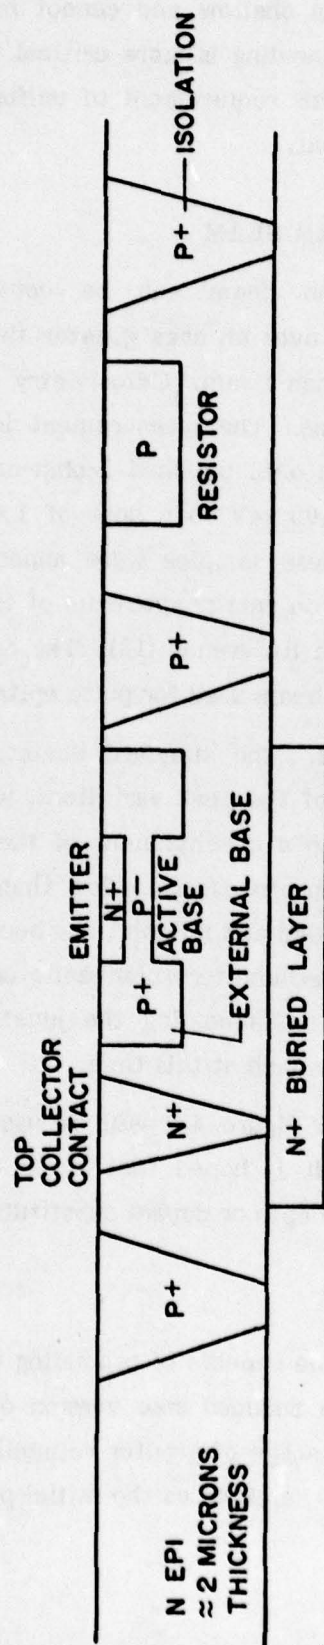 TOP
COLLECTOR
CONTACT
EMITTER
N+
P+
P
ACTIVE
BASE
P+
N+
P+
P+
P
RESISTOR
P+
ISOLATION
EXTERNAL BASE
N+ BURIED LAYER
N EPI
≈ 2 MICRONS
THICKNESS